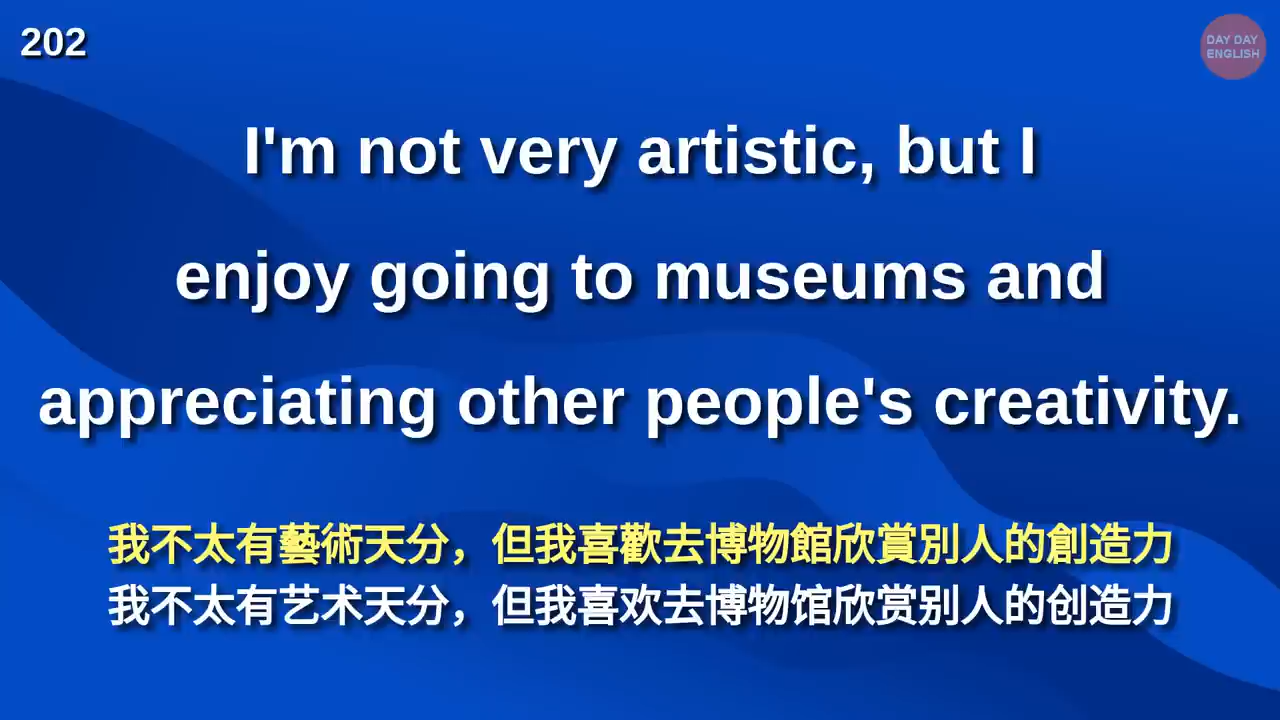 202
DAY DAY
ENGLISH
I'm not very artistic, but I
enjoy going to museums and
appreciating other people's creativity.
我不太有藝術天分，但我喜歡去博物館欣賞別人的創造力
我不太有艺术天分，但我喜欢去博物馆欣赏别人的创造力